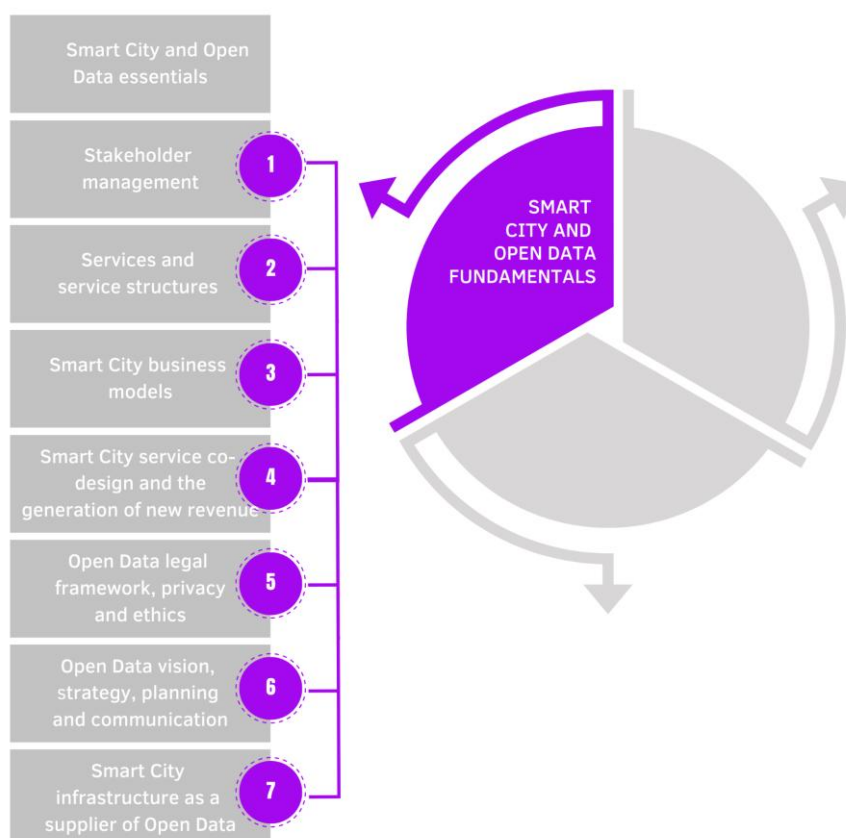 Smart City and Open
Data essentials
Stakeholder
management
1
Services and
service structures
2
Smart City business
models
3
Smart City service co-
design and the
generation of new revenue
4
Open Data legal
framework, privacy
and ethics
5
Open Data vision,
strategy, planning
and communication
6
Smart City
infrastructure as a
supplier of Open Data
7
SMART
CITY AND
OPEN DATA
FUNDAMENTALS